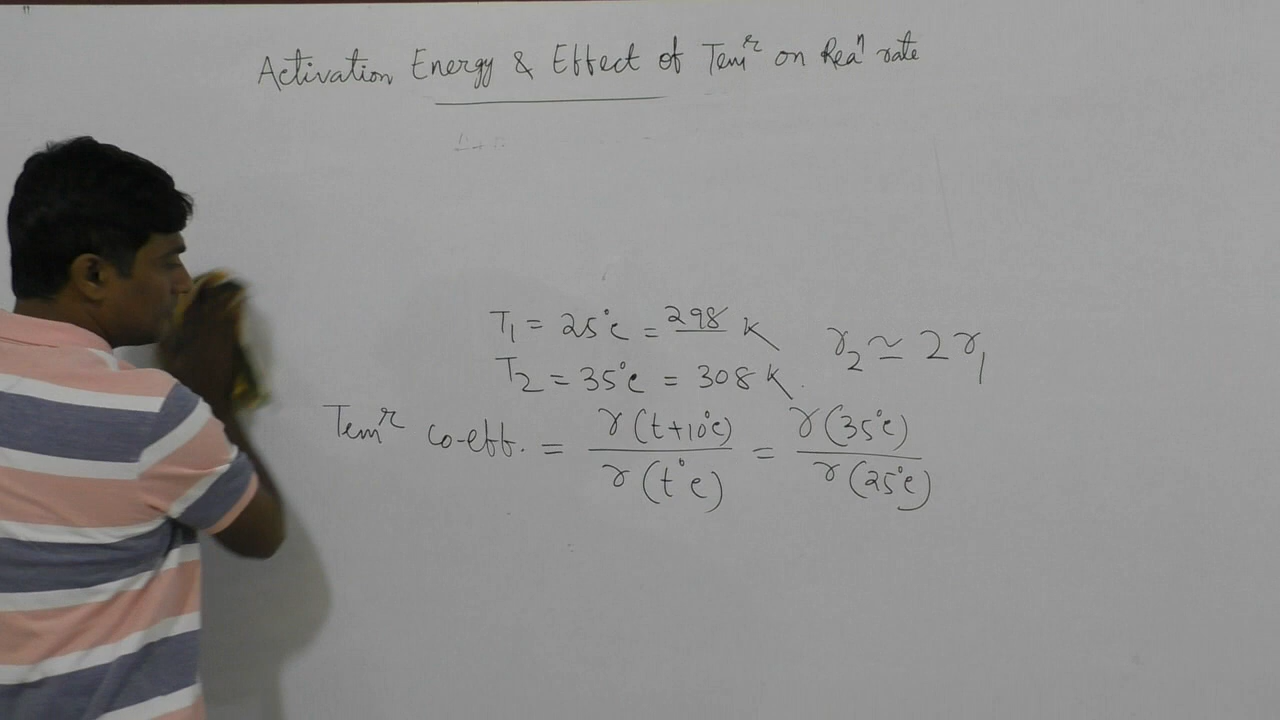 Activation Energy & Effect of Temʳ on Reaⁿ rate
T₁ = 25°C = 298 K
r₂ ≃ 2r₁
T₂ = 35°C = 308 K.
Temʳ co-eff. = r(t+10°C) / r(t°C) = r(35°C) / r(25°C)